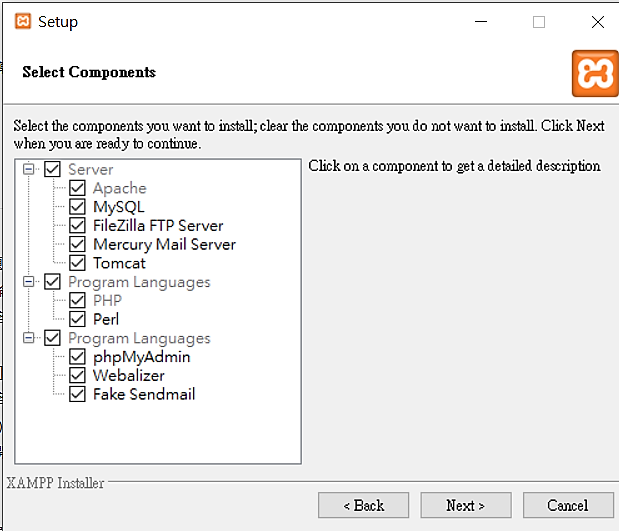 Setup
Select Components
Select the components you want to install; clear the components you do not want to install. Click Next
when you are ready to continue.
Server
Apache
MySQL
FileZilla FTP Server
Mercury Mail Server
Tomcat
Program Languages
PHP
Perl
Program Languages
phpMyAdmin
Webalizer
Fake Sendmail
Click on a component to get a detailed description
XAMPP Installer
< Back
Next >
Cancel